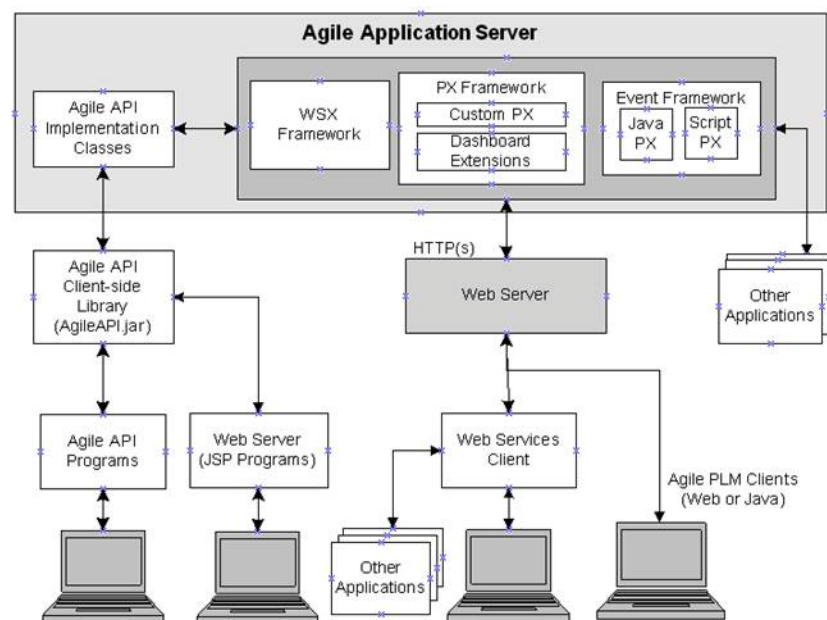 Agile Application Server
Agile API
Implementation
Classes
WSX
Framework
PX Framework
Custom PX
Dashboard
Extensions
Event Framework
Java
PX
Script
PX
HTTP(s)
Agile API
Client-side
Library
(AgileAPI.jar)
Web Server
Other
Applications
Agile API
Programs
Web Server
(JSP Programs)
Web Services
Client
Agile PLM Clients
(Web or Java)
Other
Applications